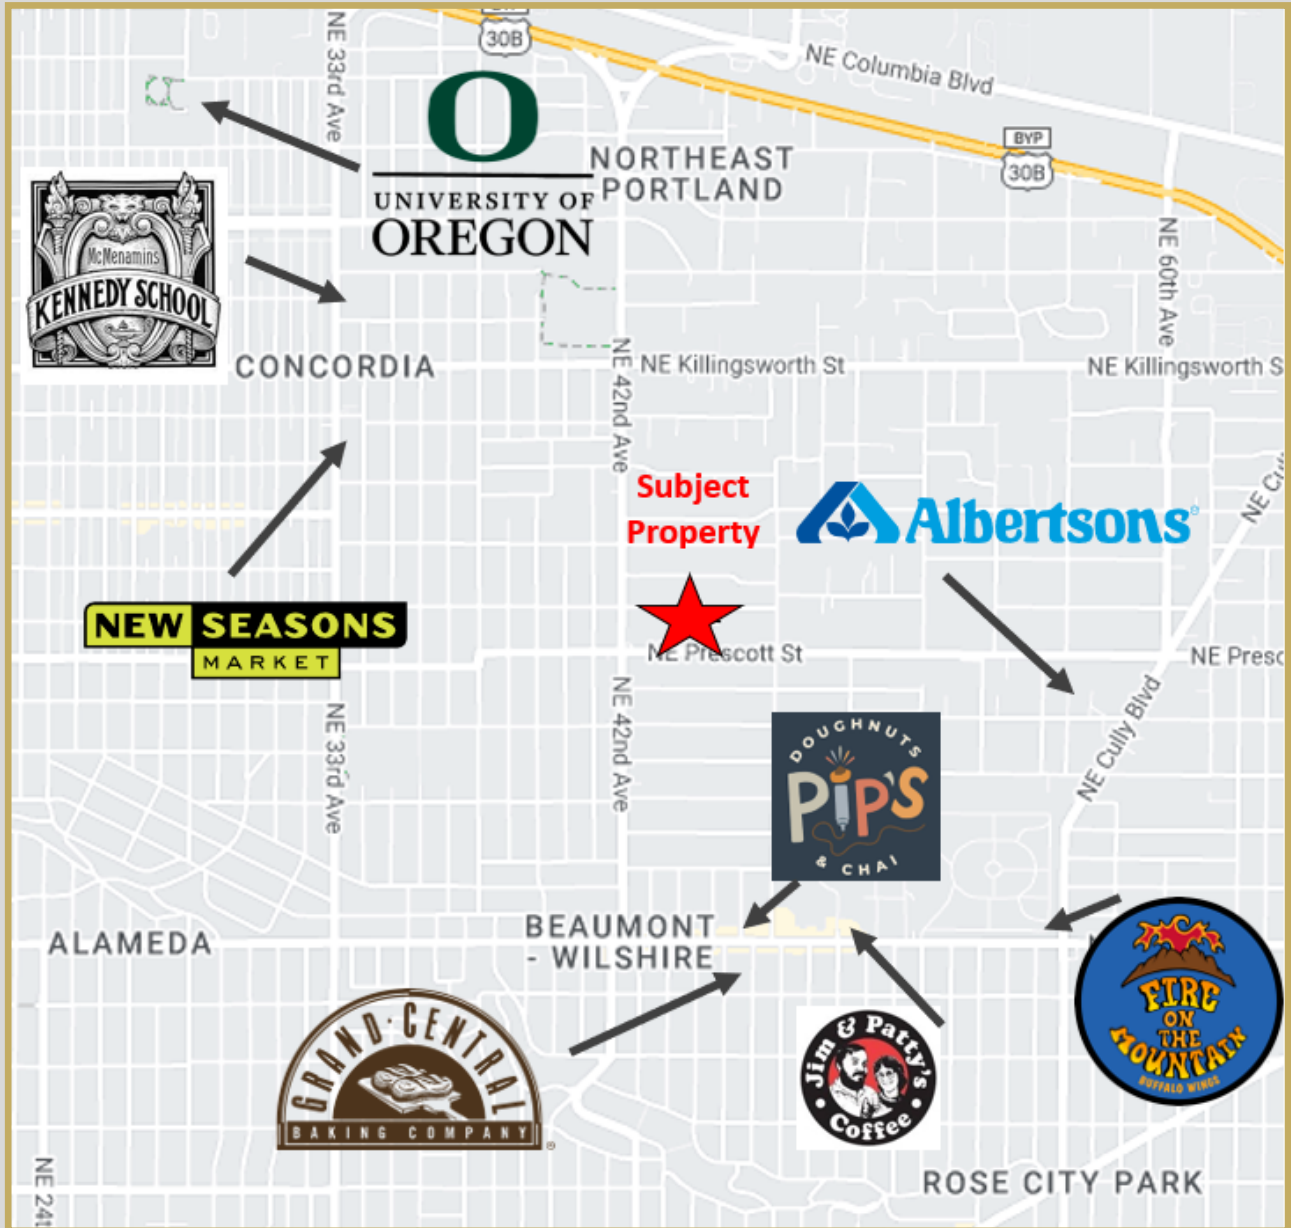 NE 33rd Ave
30B
NE Columbia Blvd
BYP
30B
UNIVERSITY OF
OREGON
NORTHEAST
PORTLAND
McMenamins
KENNEDY SCHOOL
NE 60th Ave
CONCORDIA
NE 42nd Ave
NE Killingsworth St
NE Killingsworth S
Subject
Property
Albertsons®
NE Cu
NEW SEASONS
MARKET
NE Prescott St
NE Presc
NE 33rd Ave
NE 42nd Ave
NE Cully Blvd
DOUGHNUTS
PIP'S
& CHAI
ALAMEDA
BEAUMONT
- WILSHIRE
FIRE
ON
THE
MOUNTAIN
BUFFALO WINGS
GRAND·CENTRAL
BAKING COMPANY®
Jim & Patty's
Coffee
NE 24t
ROSE CITY PARK